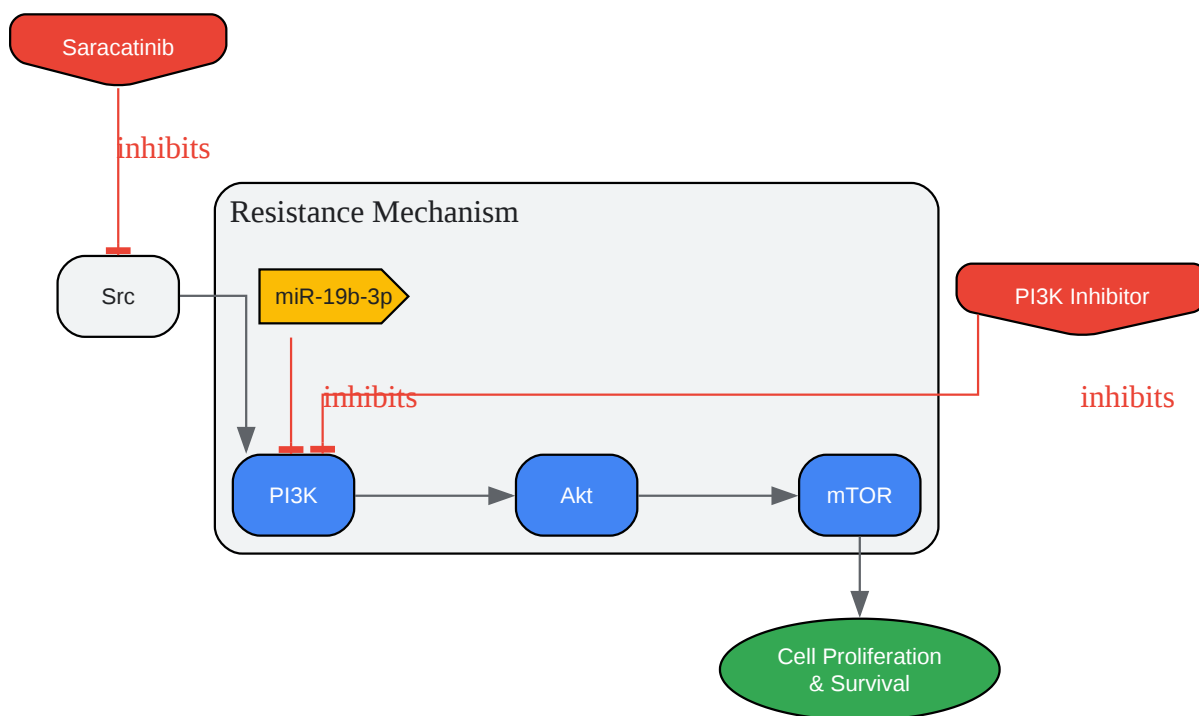 Saracatinib
inhibits
Resistance Mechanism
Src
miR-19b-3p
PI3K Inhibitor
inhibits
inhibits
PI3K
Akt
mTOR
Cell Proliferation
& Survival